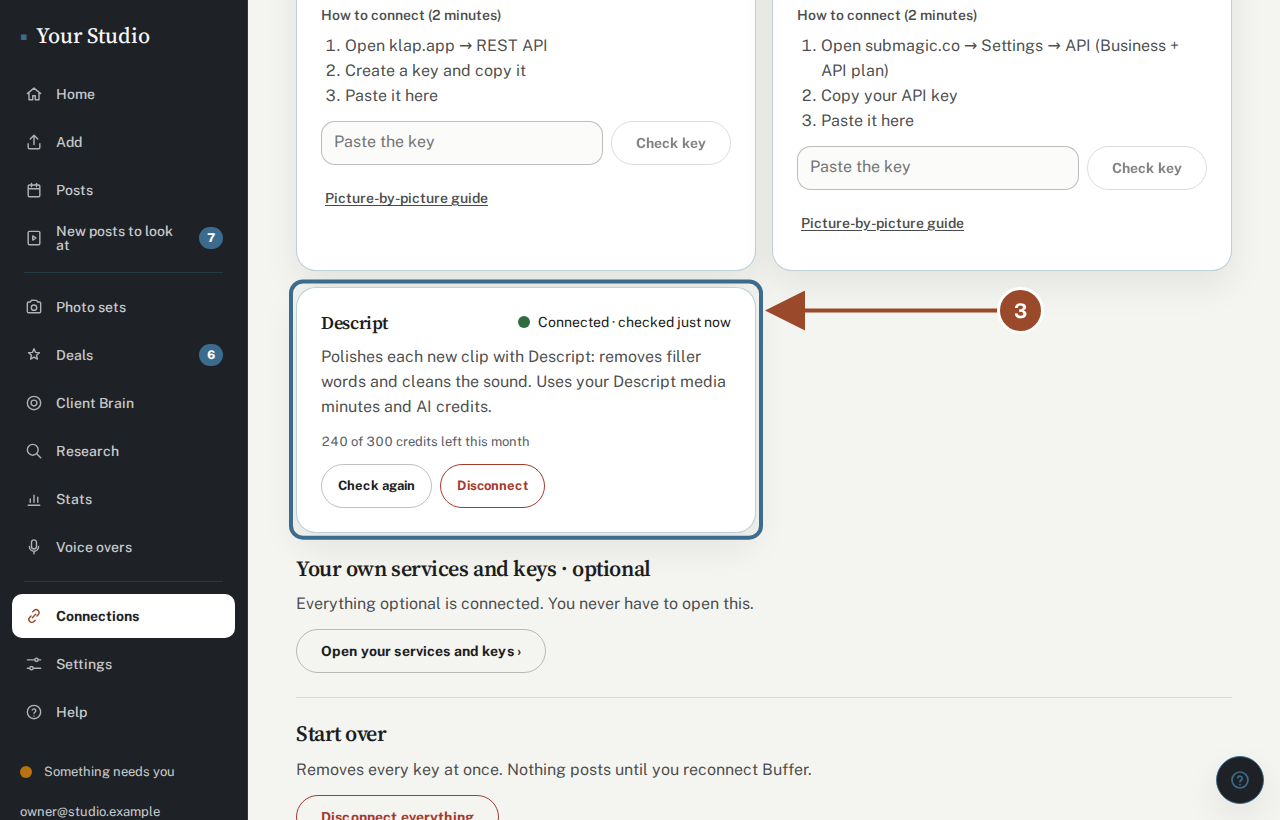 Your Studio
Home
Add
Posts
New posts to look
at
7
Photo sets
Deals
6
Client Brain
Research
Stats
Voice overs
Connections
Settings
Help
Something needs you
owner@studio.example
How to connect (2 minutes)
1. Open klap.app → REST API
2. Create a key and copy it
3. Paste it here
Paste the key
Check key
Picture-by-picture guide
How to connect (2 minutes)
1. Open submagic.co → Settings → API (Business +
API plan)
2. Copy your API key
3. Paste it here
Paste the key
Check key
Picture-by-picture guide
Descript
Connected · checked just now
Polishes each new clip with Descript: removes filler
words and cleans the sound. Uses your Descript media
minutes and AI credits.
240 of 300 credits left this month
Check again
Disconnect
3
Your own services and keys · optional
Everything optional is connected. You never have to open this.
Open your services and keys ›
Start over
Removes every key at once. Nothing posts until you reconnect Buffer.
Disconnect everything